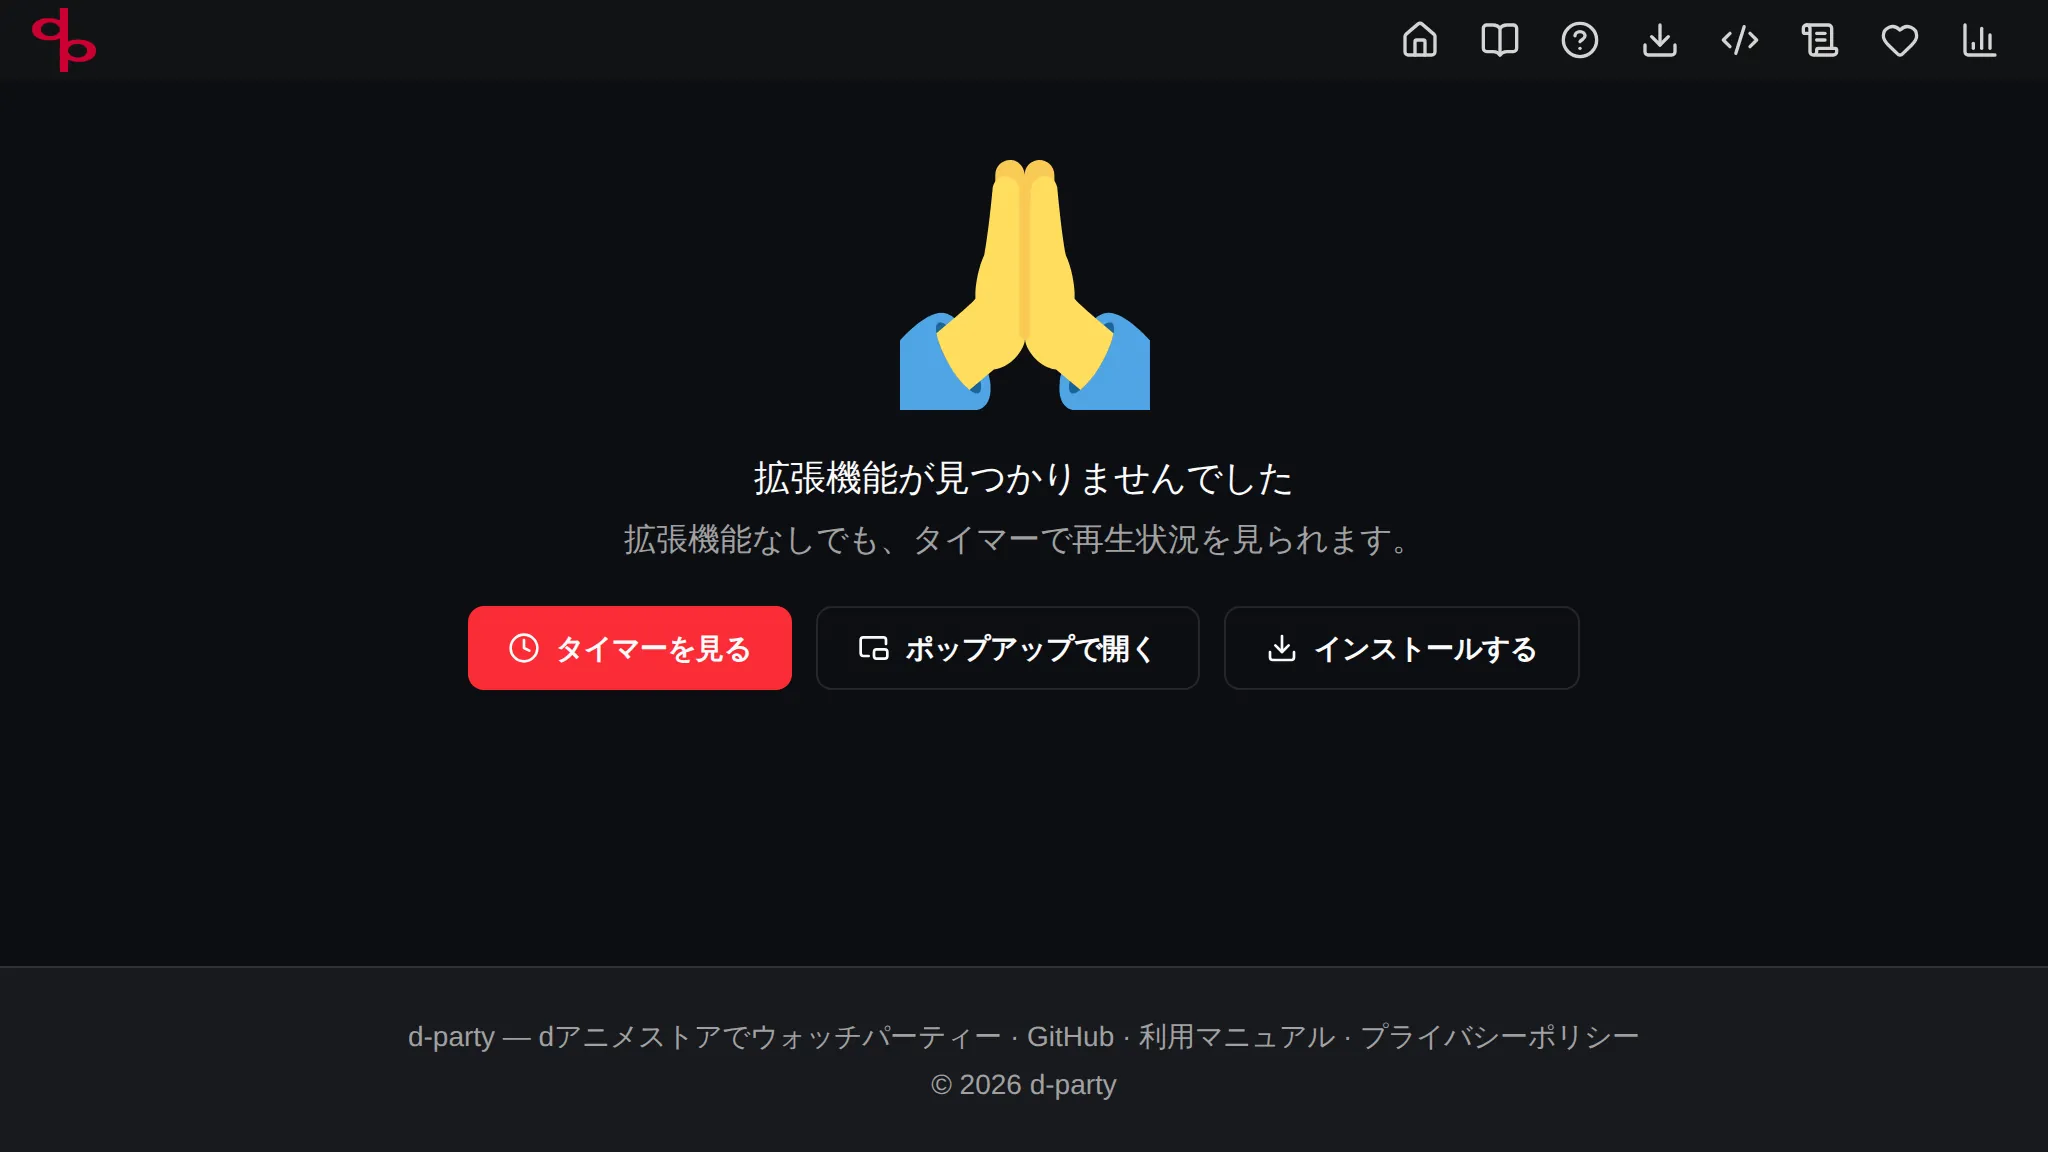 拡張機能が見つかりませんでした
拡張機能なしでも、タイマーで再生状況を見られます。
タイマーを見る
ポップアップで開く
インストールする
d-party — dアニメストアでウォッチパーティー · GitHub · 利用マニュアル · プライバシーポリシー
© 2026 d-party